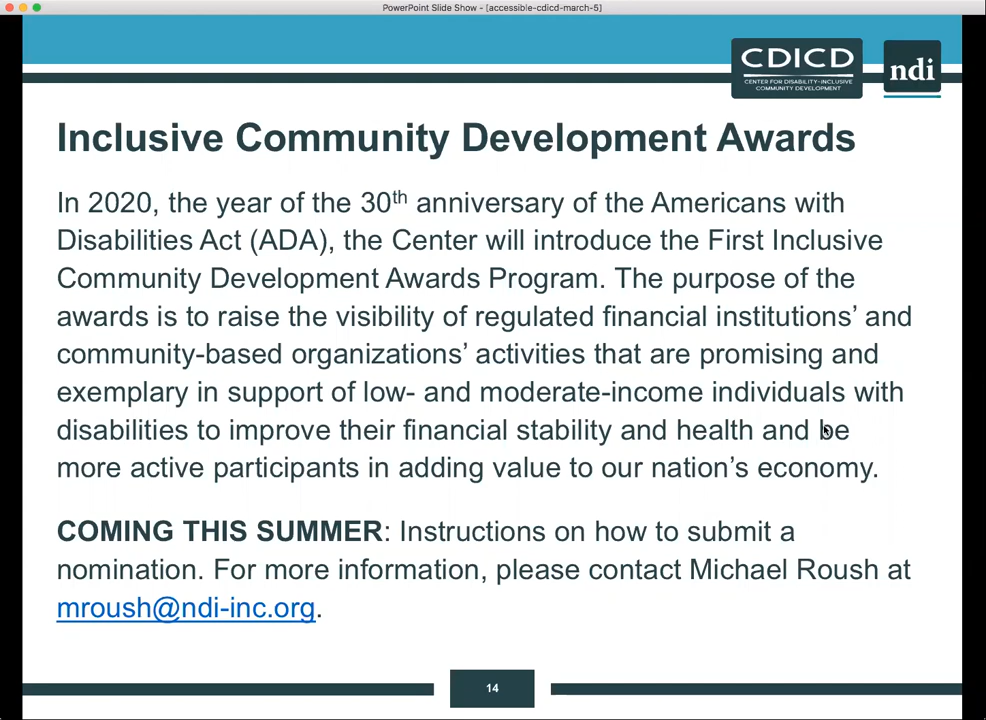 PowerPoint Slide Show - [accessible-cdicd-march-5]
CDICD
CENTER FOR DISABILITY-INCLUSIVE
COMMUNITY DEVELOPMENT
ndi
Inclusive Community Development Awards
In 2020, the year of the 30th anniversary of the Americans with
Disabilities Act (ADA), the Center will introduce the First Inclusive
Community Development Awards Program. The purpose of the
awards is to raise the visibility of regulated financial institutions’ and
community-based organizations’ activities that are promising and
exemplary in support of low- and moderate-income individuals with
disabilities to improve their financial stability and health and be
more active participants in adding value to our nation’s economy.
COMING THIS SUMMER: Instructions on how to submit a
nomination. For more information, please contact Michael Roush at
mroush@ndi-inc.org.
14